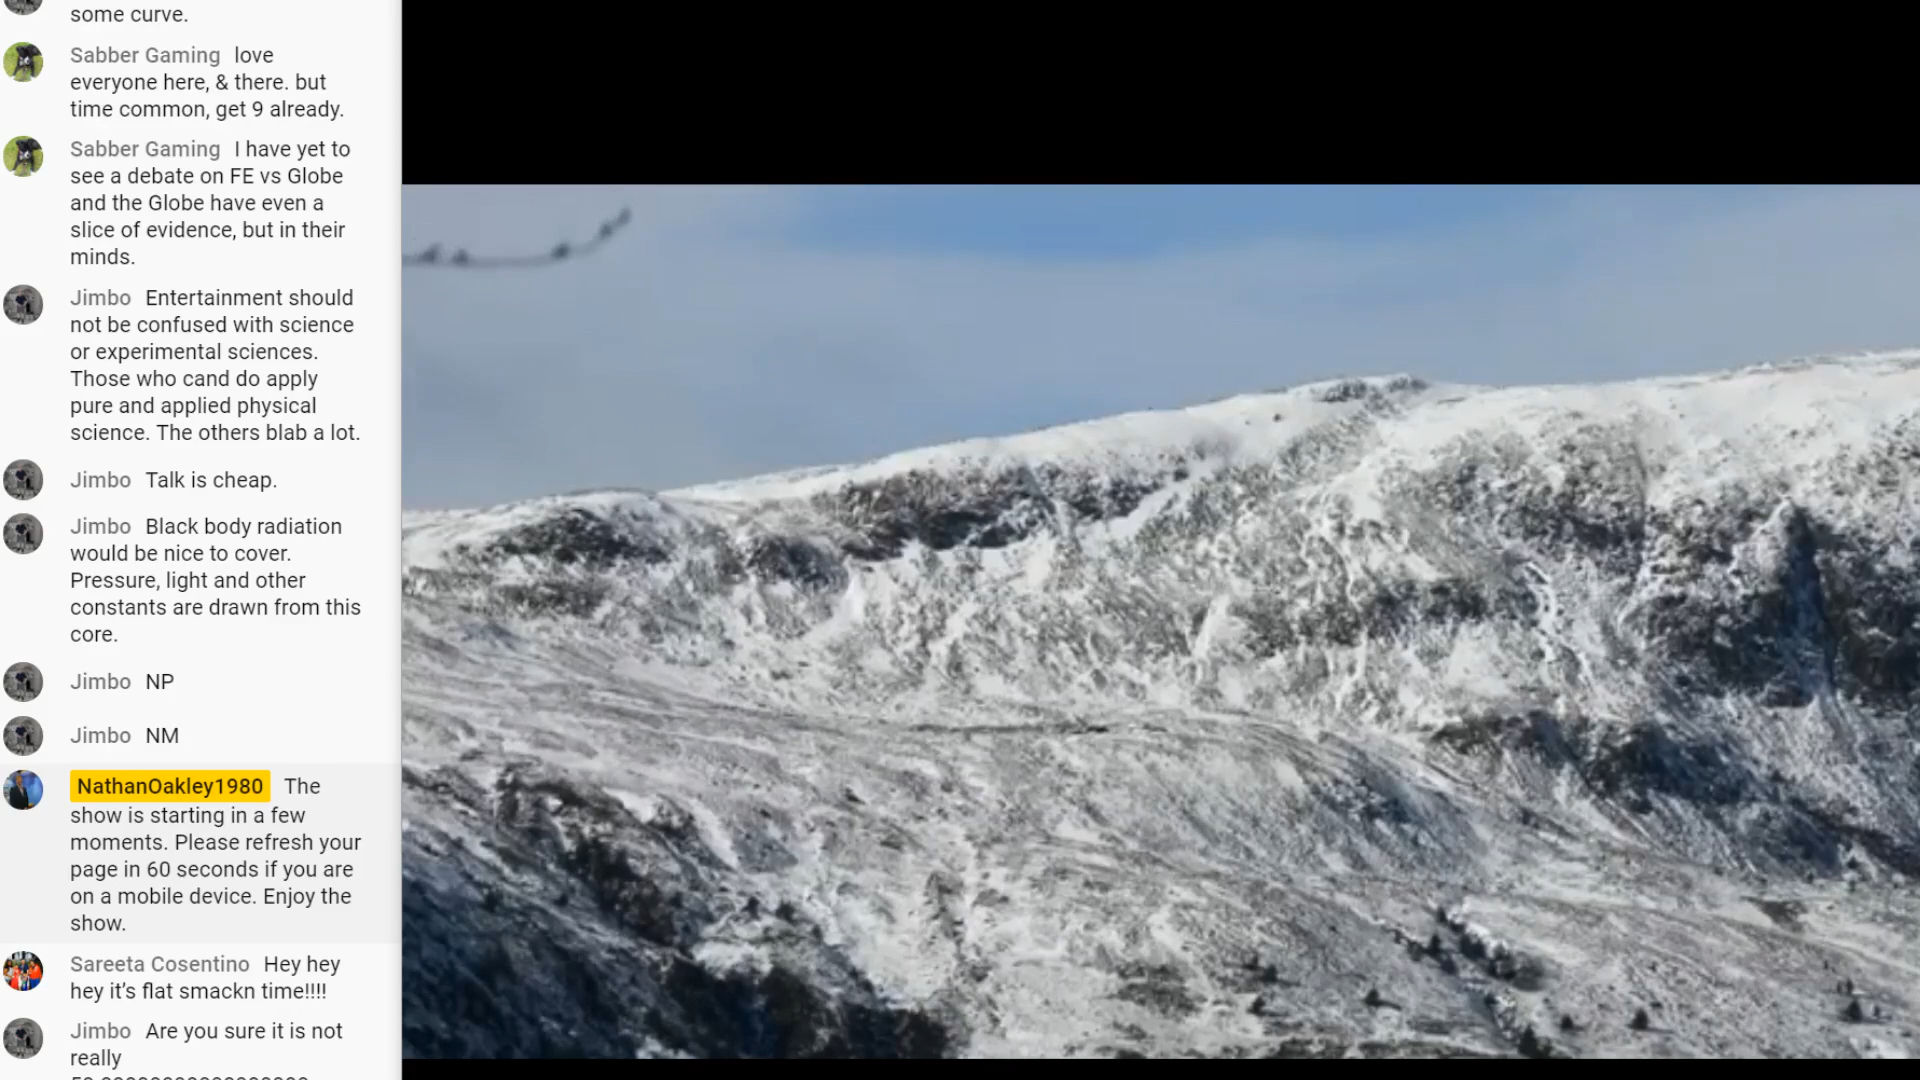 some curve.
Sabber Gaming love
everyone here, & there. but
time common, get 9 already.
Sabber Gaming I have yet to
see a debate on FE vs Globe
and the Globe have even a
slice of evidence, but in their
minds.
Jimbo Entertainment should
not be confused with science
or experimental sciences.
Those who cand do apply
pure and applied physical
science. The others blab a lot.
Jimbo Talk is cheap.
Jimbo Black body radiation
would be nice to cover.
Pressure, light and other
constants are drawn from this
core.
Jimbo NP
Jimbo NM
NathanOakley1980 The
show is starting in a few
moments. Please refresh your
page in 60 seconds if you are
on a mobile device. Enjoy the
show.
Sareeta Cosentino Hey hey
hey it’s flat smackn time!!!!
Jimbo Are you sure it is not
really